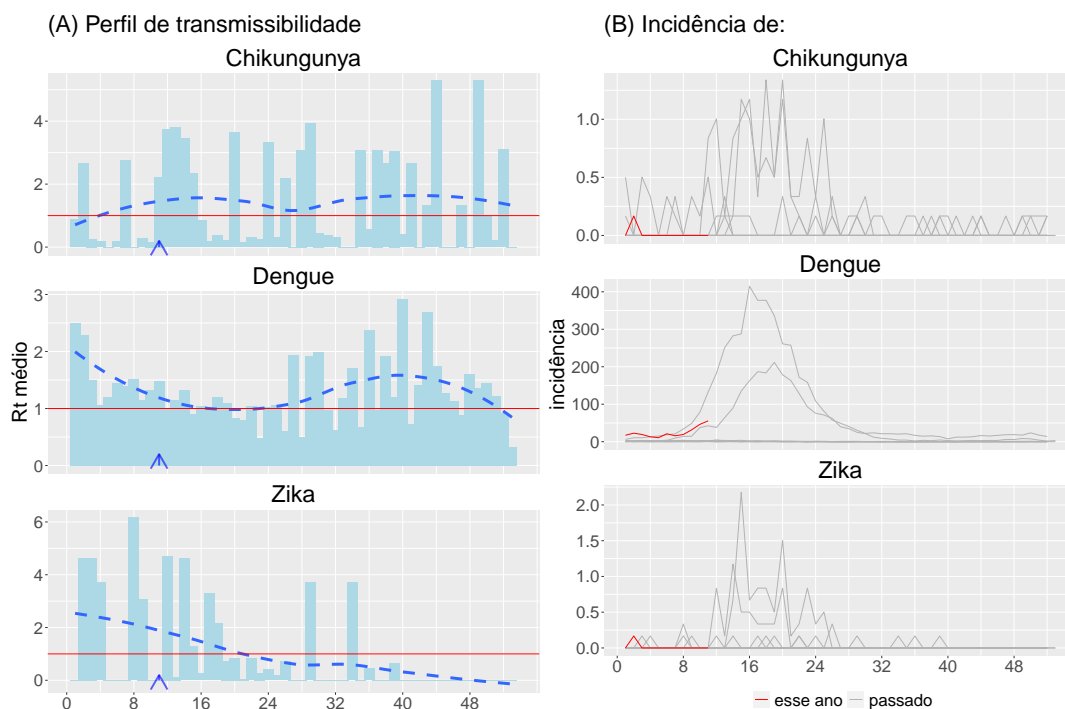 (A) Perfil de transmissibilidade
Chikungunya
4
2
0
Dengue
3
2
1
0
Rt médio
Zika
6
4
2
0
0 8 16 24 32 40 48
(B) Incidência de:
Chikungunya
1.0
0.5
0.0
Dengue
400
300
200
100
0
incidência
Zika
2.0
1.5
1.0
0.5
0.0
0 8 16 24 32 40 48
esse ano passado